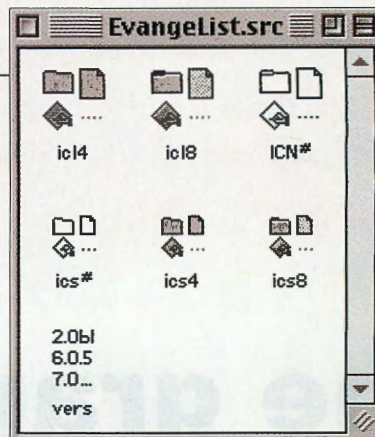 EvangeList.src
icl4 icl8 ICN#
ics# ics4 ics8
2.0b1
6.0.5
7.0...
vers